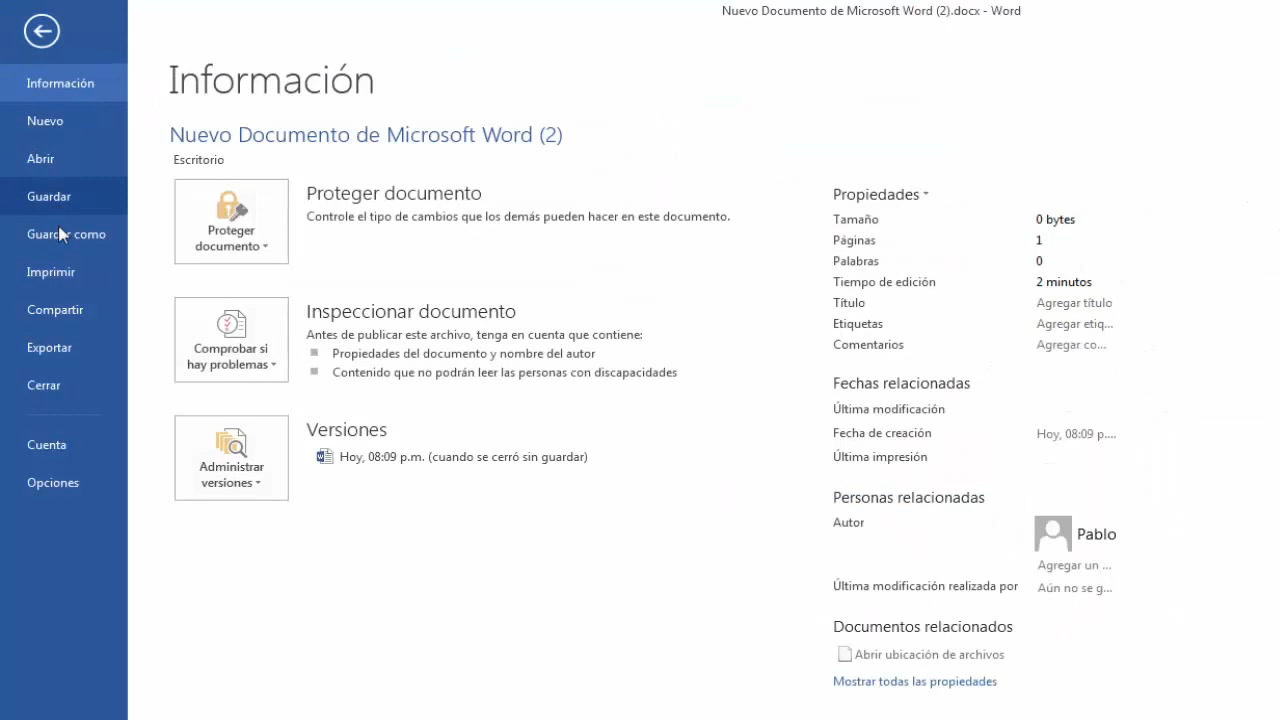 Nuevo Documento de Microsoft Word (2).docx - Word
Información
Nuevo
Abrir
Guardar
Guardar como
Imprimir
Compartir
Exportar
Cerrar
Cuenta
Opciones
Información
Nuevo Documento de Microsoft Word (2)
Escritorio
Proteger
documento
Proteger documento
Controle el tipo de cambios que los demás pueden hacer en este documento.
Comprobar si
hay problemas
Inspeccionar documento
Antes de publicar este archivo, tenga en cuenta que contiene:
Propiedades del documento y nombre del autor
Contenido que no podrán leer las personas con discapacidades
Administrar
versiones
Versiones
Hoy, 08:09 p.m. (cuando se cerró sin guardar)
Propiedades
Tamaño 0 bytes
Páginas 1
Palabras 0
Tiempo de edición 2 minutos
Título Agregar título
Etiquetas Agregar etiq...
Comentarios Agregar co...
Fechas relacionadas
Última modificación
Fecha de creación Hoy, 08:09 p....
Última impresión
Personas relacionadas
Autor
Pablo
Agregar un ...
Última modificación realizada por Aún no se g...
Documentos relacionados
Abrir ubicación de archivos
Mostrar todas las propiedades